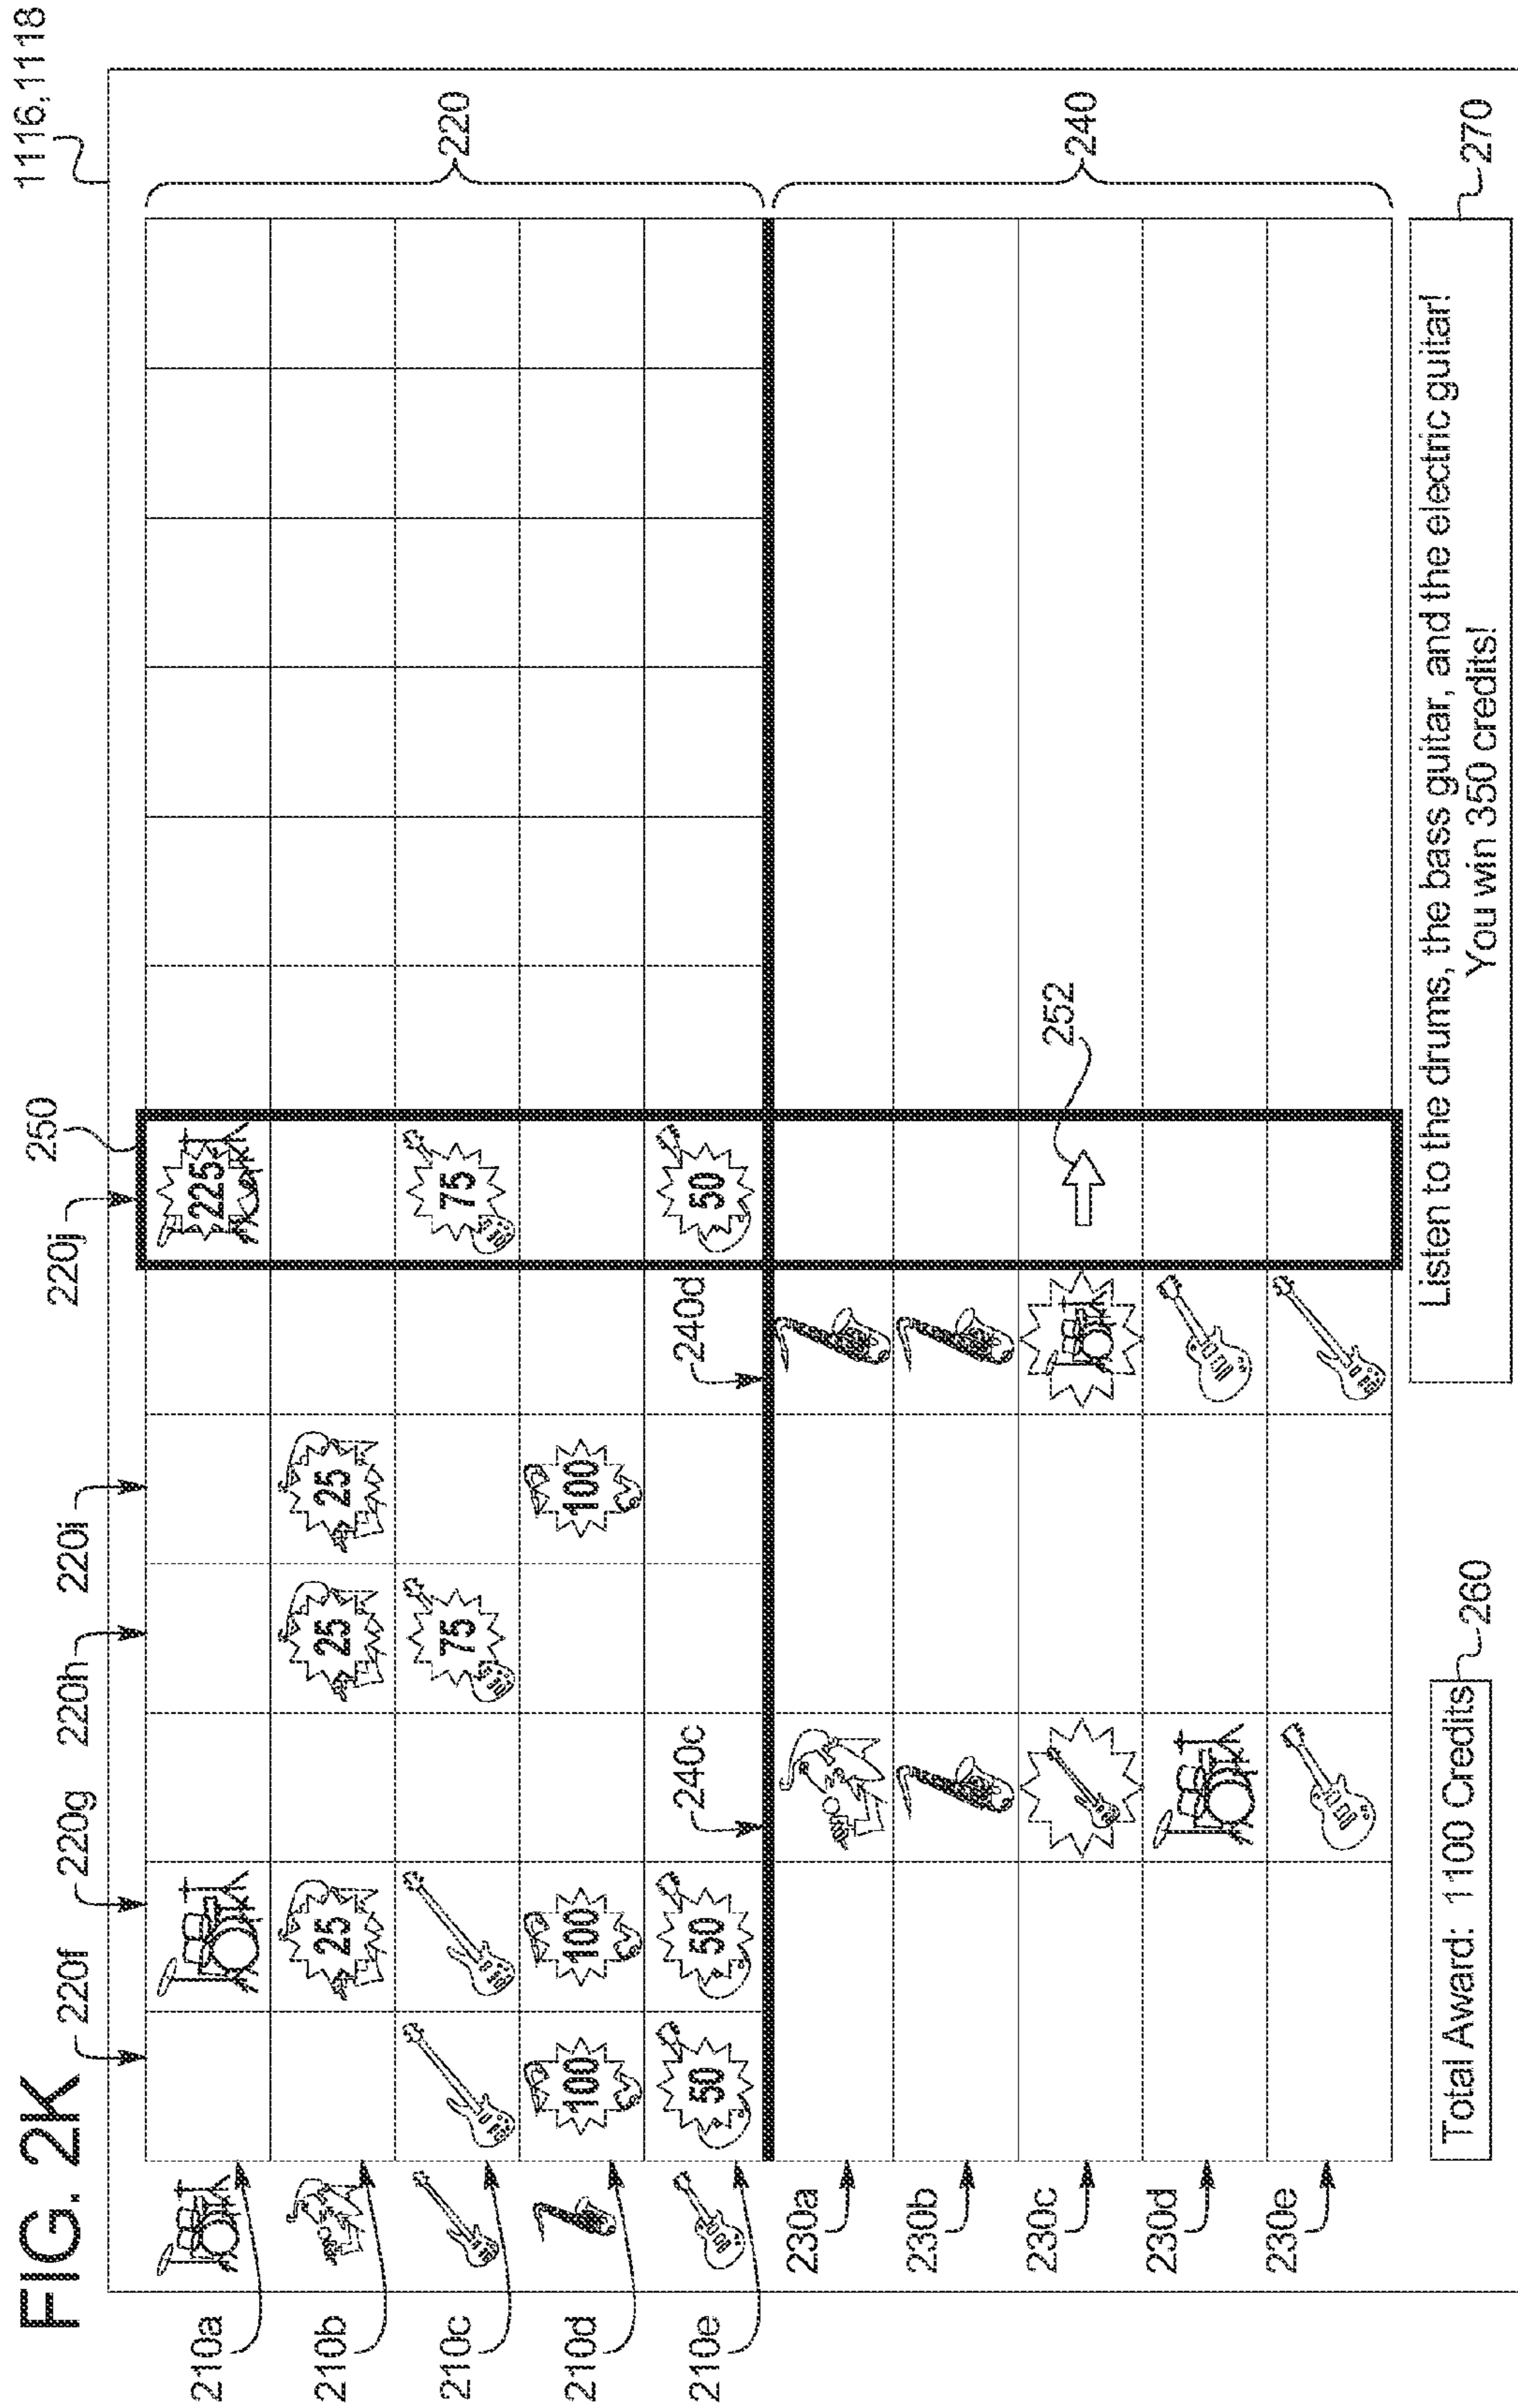 FIG. 2K
1116, 1118
220f
220g
220h
220i
220j
250
210a
225
220
210b
25
25
25
210c
75
75
210d
100
100
100
210e
50
50
50
240c
240d
230a
230b
230c
252
240
230d
230e
Total Award: 1100 Credits
260
Listen to the drums, the bass guitar, and the electric guitar!
You win 350 credits!
270